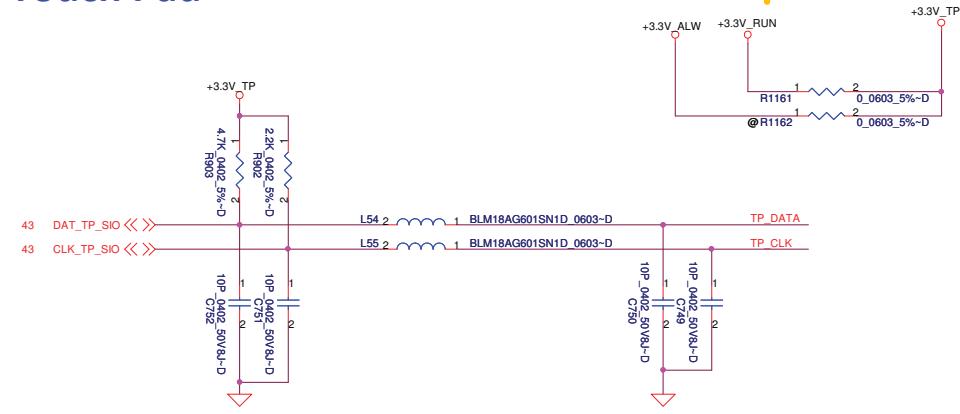 +3.3V_TP
+3.3V_ALW
+3.3V_RUN
1
2
R1161
0_0603_5%~D
1
2
@R1162
0_0603_5%~D
+3.3V_TP
1
1
4.7K_0402_5%~D
R903
2.2K_0402_5%~D
R902
2
2
43 DAT_TP_SIO
L54 2
1 BLM18AG601SN1D_0603~D
TP_DATA
43 CLK_TP_SIO
L55 2
1 BLM18AG601SN1D_0603~D
TP_CLK
10P_0402_50V8J~D
C752
1
2
10P_0402_50V8J~D
C751
1
2
10P_0402_50V8J~D
C750
1
2
10P_0402_50V8J~D
C749
1
2